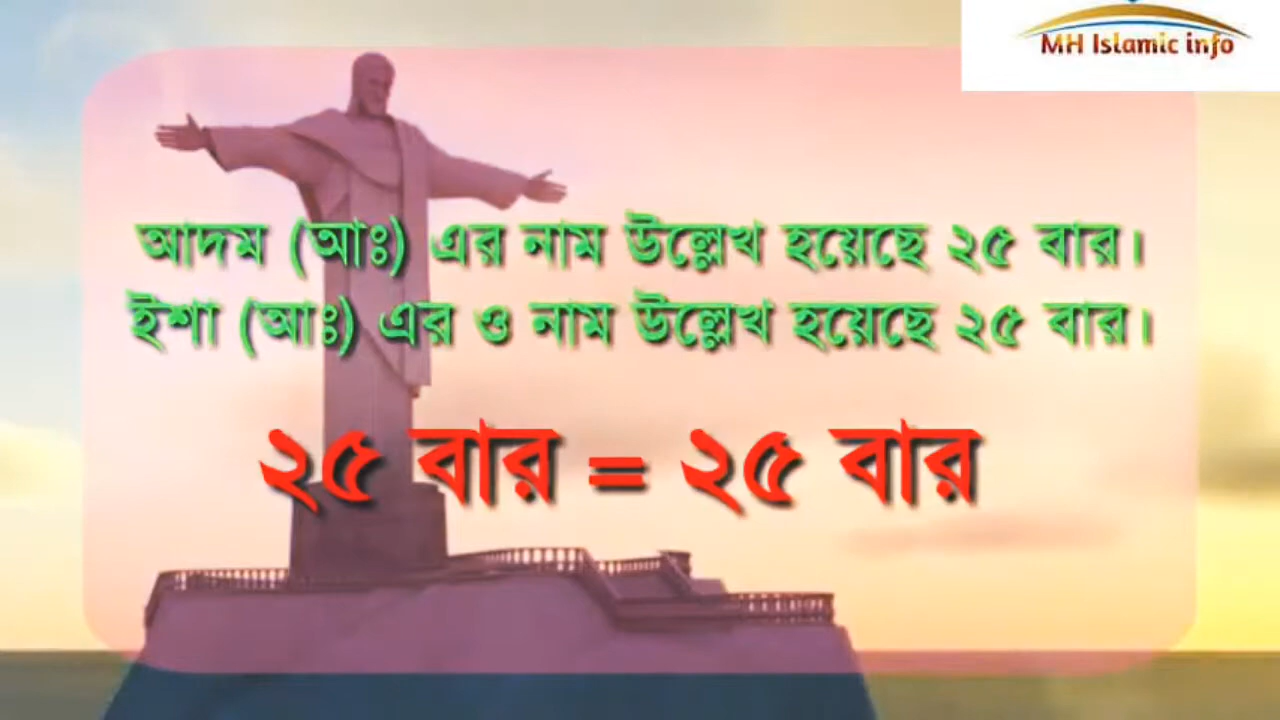 MH Islamic info
আদম (আঃ) এর নাম উল্লেখ হয়েছে ২৫ বার।
ইশা (আঃ) এর ও নাম উল্লেখ হয়েছে ২৫ বার।
২৫ বার = ২৫ বার